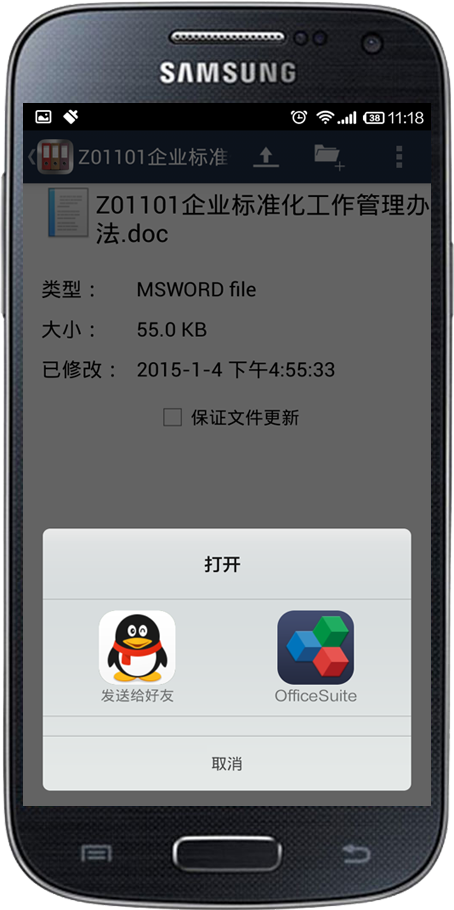 SAMSUNG
38 11:18
Z01101企业标准
Z01101企业标准化工作管理办
法.doc
类型： MSWORD file
大小： 55.0 KB
已修改： 2015-1-4 下午4:55:33
保证文件更新
打开
发送给好友 OfficeSuite
取消